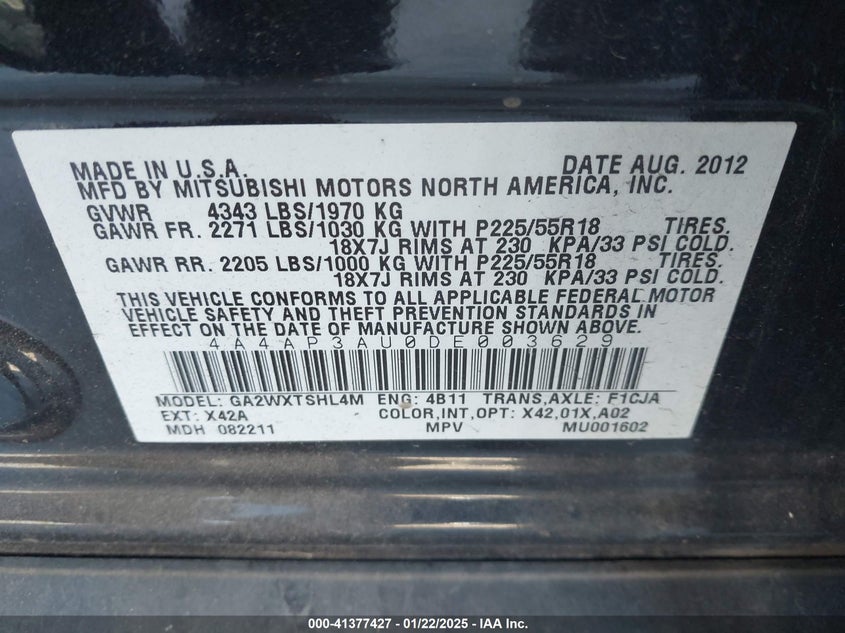 MADE IN U.S.A. DATE AUG. 2012
MFD BY MITSUBISHI MOTORS NORTH AMERICA, INC.
GVWR 4343 LBS/1970 KG
GAWR FR. 2271 LBS/1030 KG WITH P225/55R18 TIRES.
18X7J RIMS AT 230 KPA/33 PSI COLD.
GAWR RR. 2205 LBS/1000 KG WITH P225/55R18 TIRES.
18X7J RIMS AT 230 KPA/33 PSI COLD.
THIS VEHICLE CONFORMS TO ALL APPLICABLE FEDERAL MOTOR
VEHICLE SAFETY AND THEFT PREVENTION STANDARDS IN
EFFECT ON THE DATE OF MANUFACTURE SHOWN ABOVE.
4A4AP3AU0DE003629
MODEL: GA2WXTSHL4M ENG: 4B11 TRANS,AXLE: F1CJA
EXT: X42A COLOR,INT,OPT: X42,01X,A02
MDH 082211 MPV MU001602
000-41377427 - 01/22/2025 - IAA Inc.